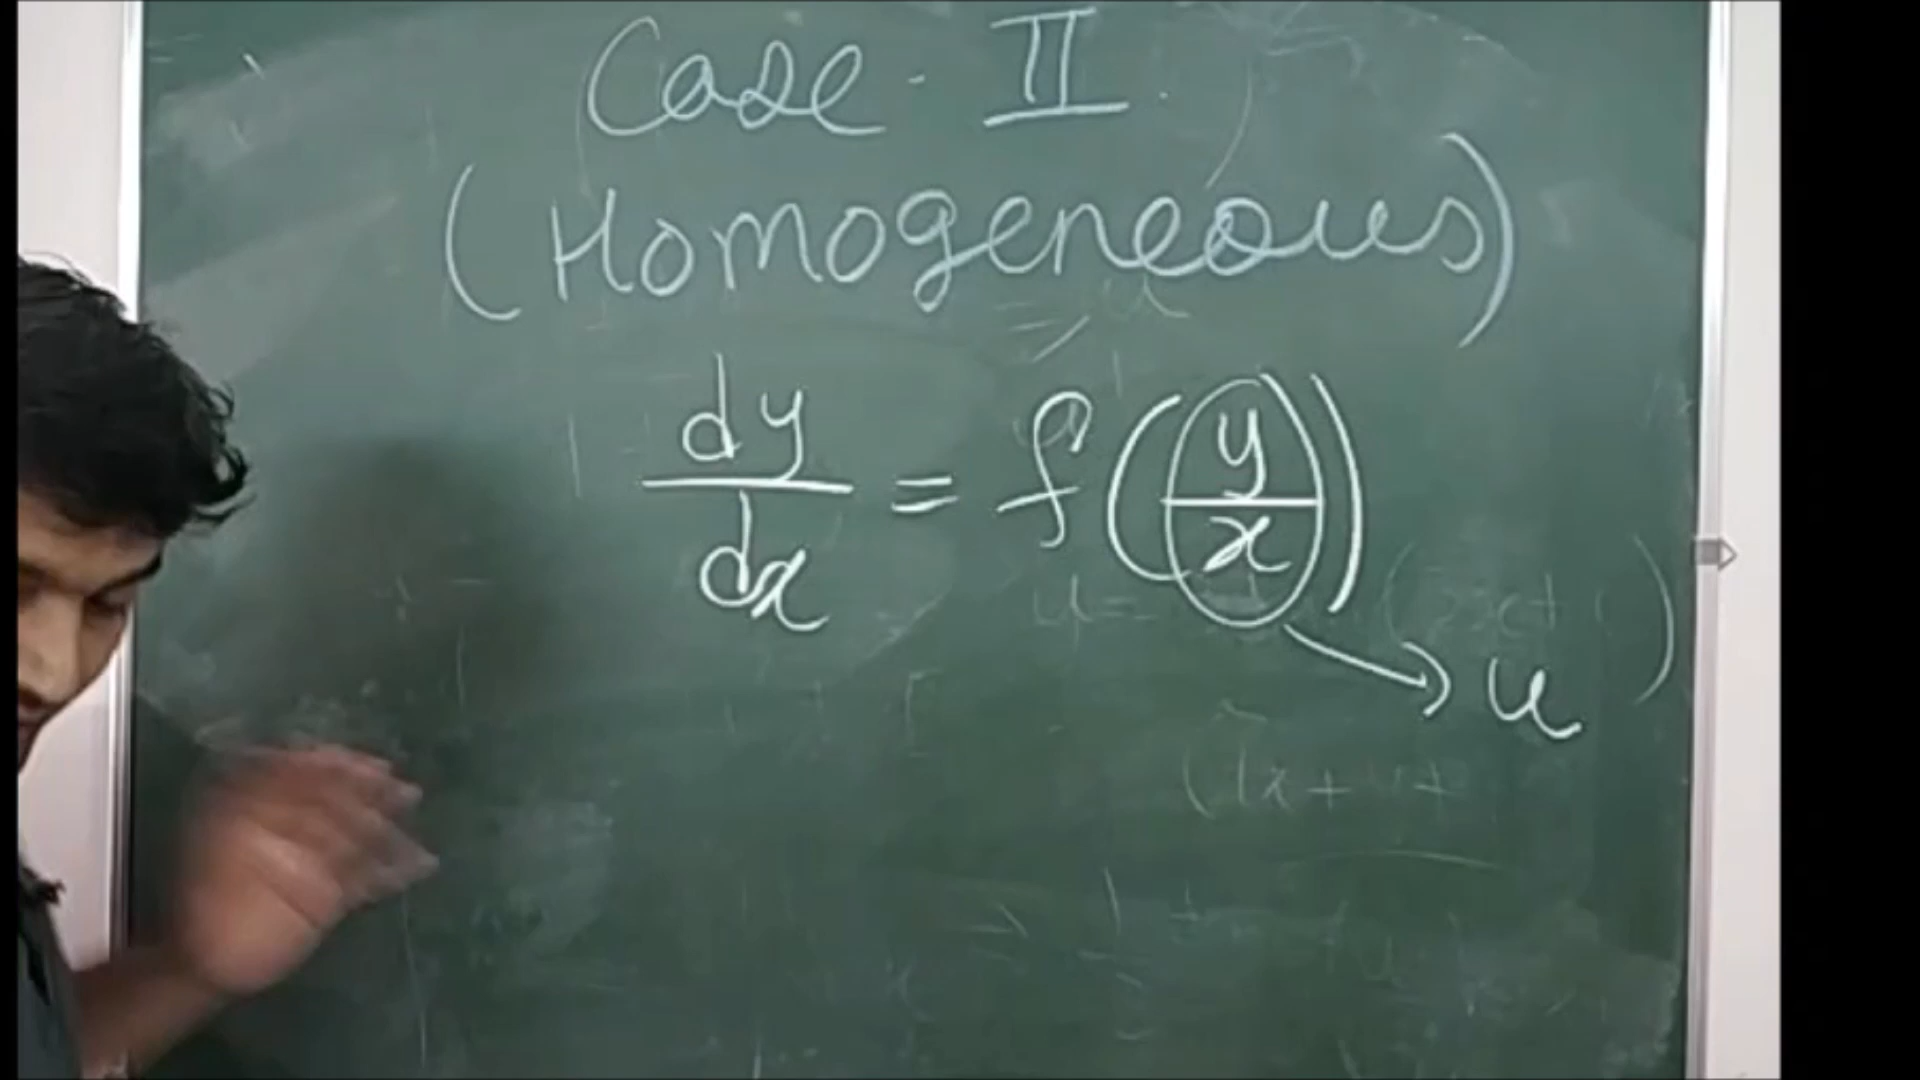 Case - II.
(Homogeneous)
dy/dx = f(y/x)
→ u